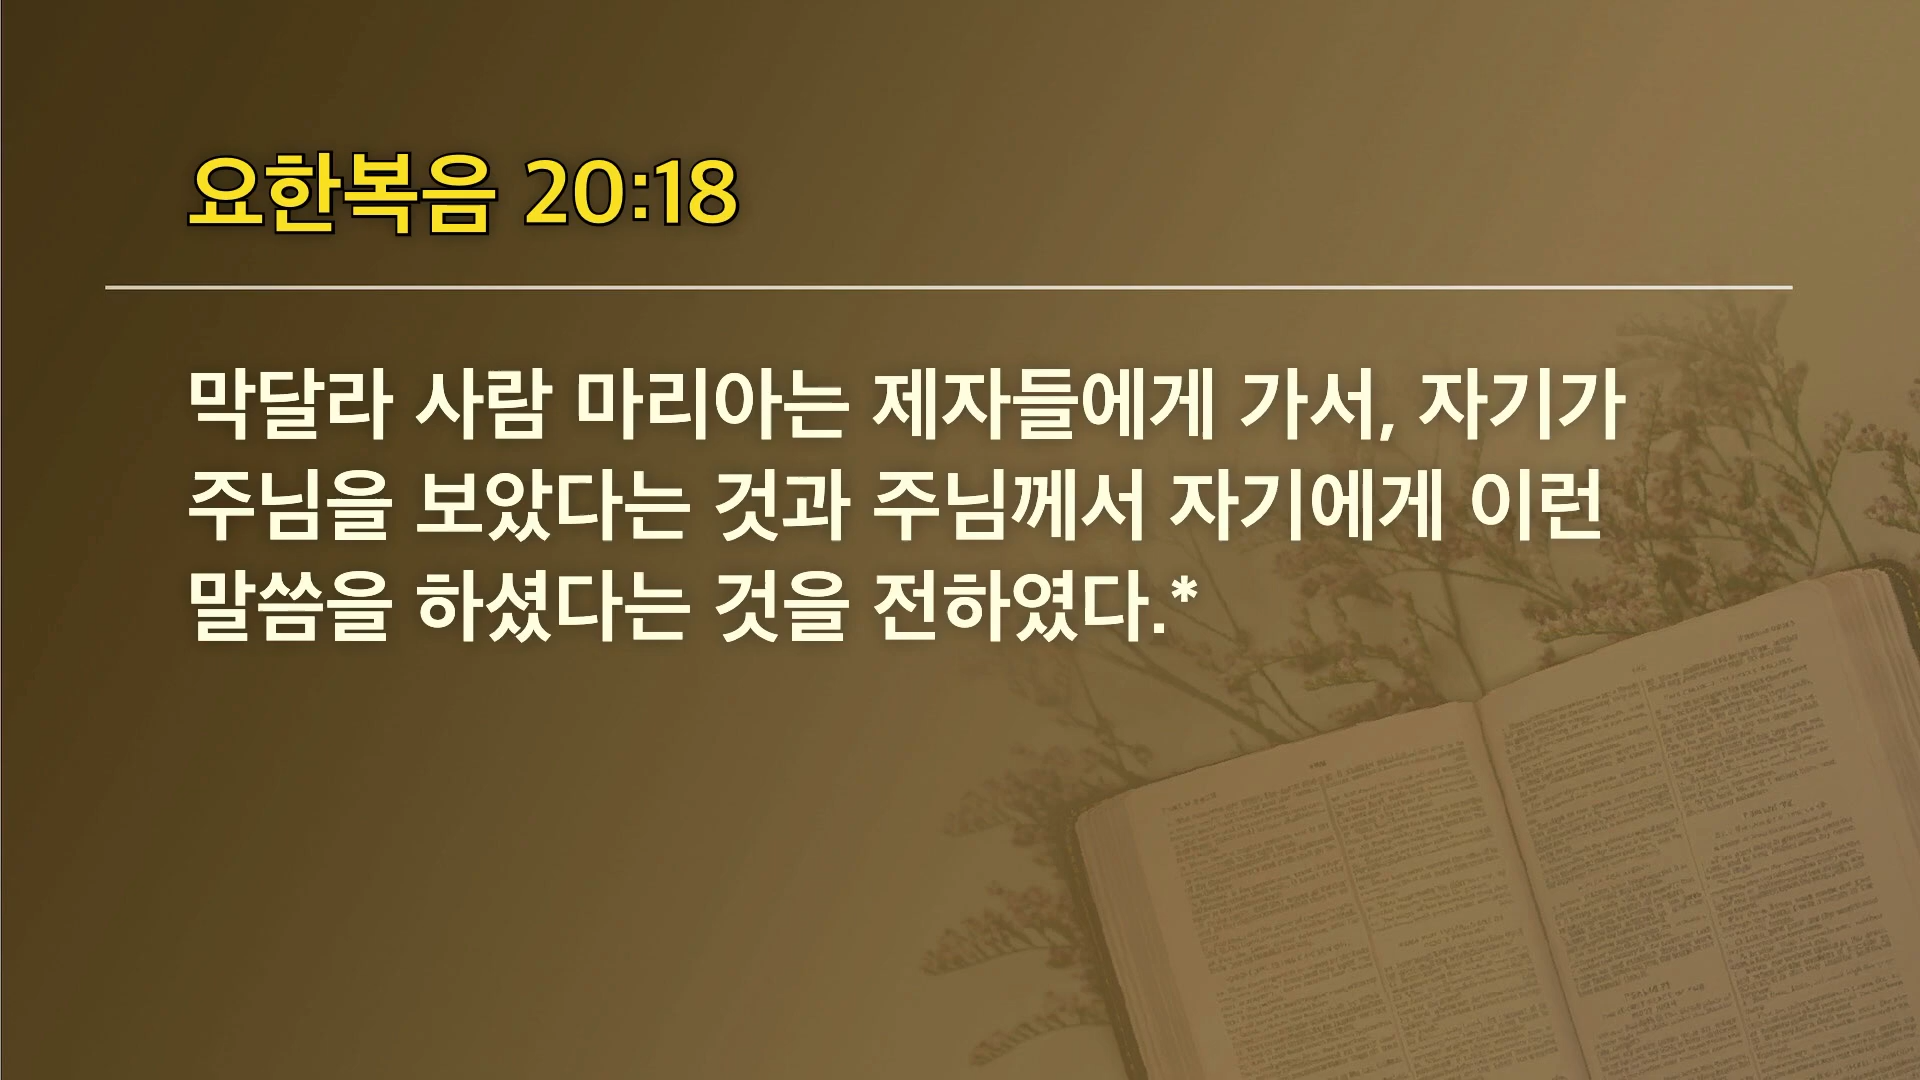 요한복음 20:18
막달라 사람 마리아는 제자들에게 가서, 자기가
주님을 보았다는 것과 주님께서 자기에게 이런
말씀을 하셨다는 것을 전하였다.*